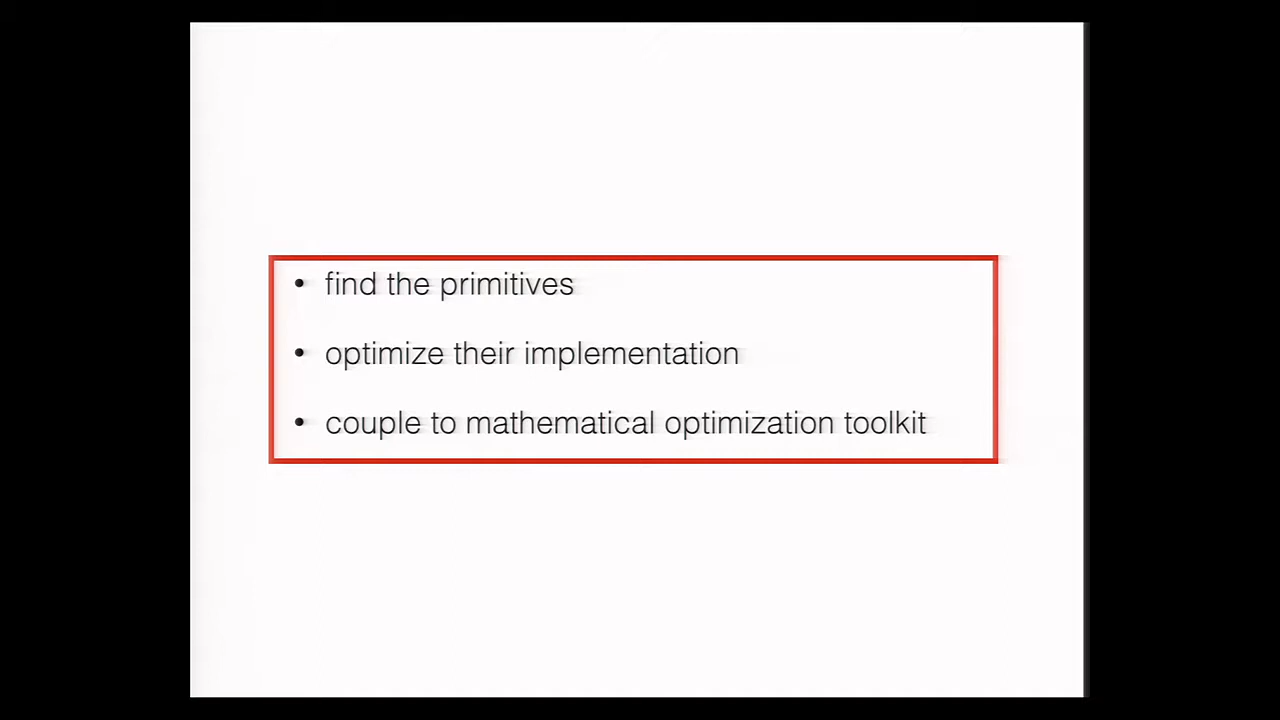 • find the primitives
• optimize their implementation
• couple to mathematical optimization toolkit